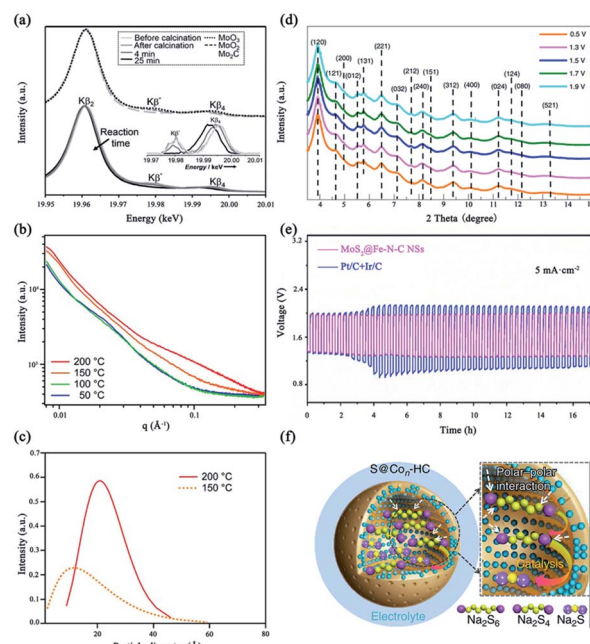 (a)
Before calcination
After calcination
4 min
25 min
MoO3
MoO2
Mo2C
Kβ2
Kβ"
Kβ4
Reaction
time
Kβ"
Kβ4
19.97 19.98 19.99 20.00 20.01
Energy / keV
Kβ"
Kβ4
Intensity (a.u.)
19.95 19.96 19.97 19.98 19.99 20.00 20.01
Energy (keV)
(d)
0.5 V
1.3 V
1.5 V
1.7 V
1.9 V
(120)
(121)
(200)
(012)
(131)
(221)
(032)
(212)
(240)
(151)
(312)
(400)
(024)
(124)
(080)
(521)
Intensity (a.u.)
4 5 6 7 8 9 10 11 12 13 14
2 Theta (degree)
(b)
Intensity (a.u.)
200 °C
150 °C
100 °C
50 °C
0.01 0.1
q (Å-1)
(e)
MoS2@Fe-N-C NSs
Pt/C+Ir/C
5 mA·cm-2
Voltage (V)
3.0
2.4
1.8
1.2
0 2 4 6 8 10 12 14 16
Time (h)
(c)
200 °C
150 °C
Intensity (a.u.)
0.7
0.6
0.5
0.4
0.3
0.2
0.1
0.0
20 40 60 80
(f)
S@Con-HC
Polar–polar
interaction
Catalysis
Electrolyte
Na2S6 Na2S4 Na2S